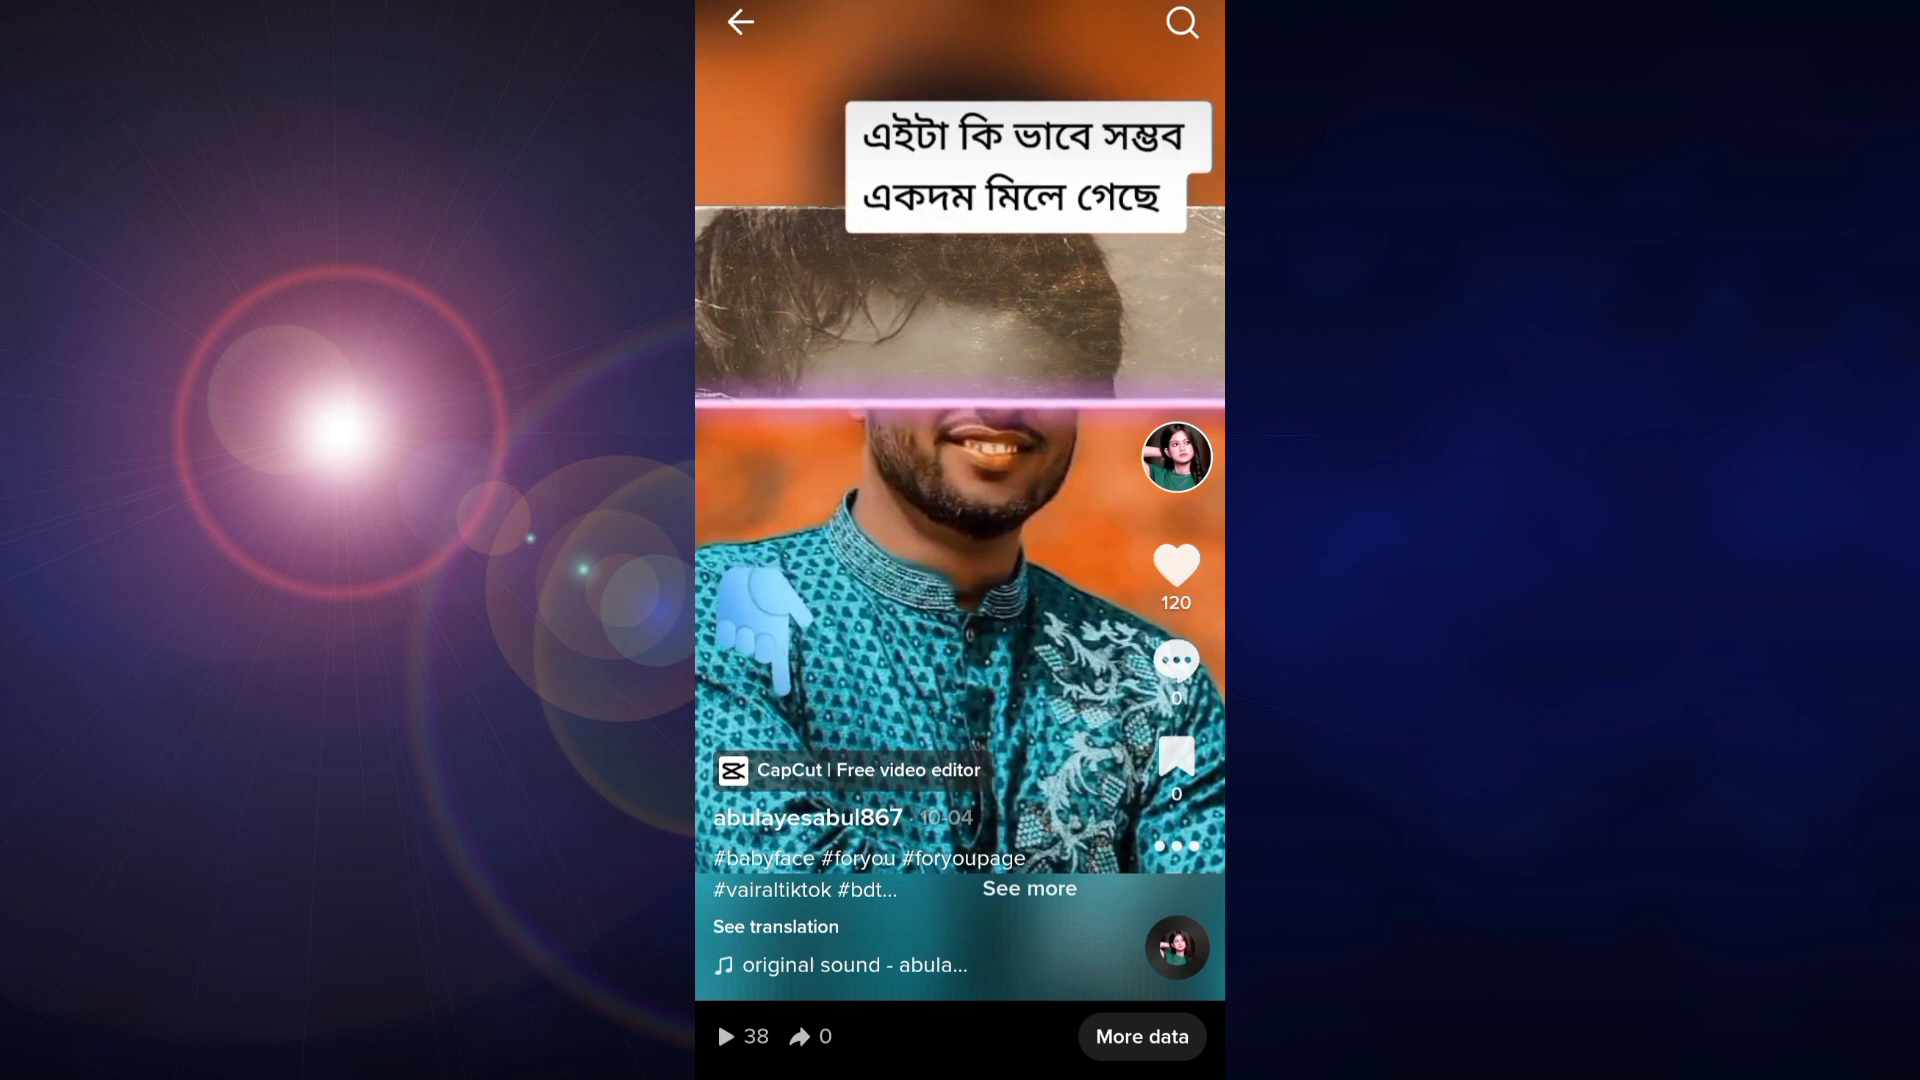 এইটা কি ভাবে সম্ভব
একদম মিলে গেছে
120
0
0
CapCut | Free video editor
abulayesabul867 · 10-04
#babyface #foryou #foryoupage
#vairaltiktok #bdt... See more
See translation
original sound - abula...
38 0 More data